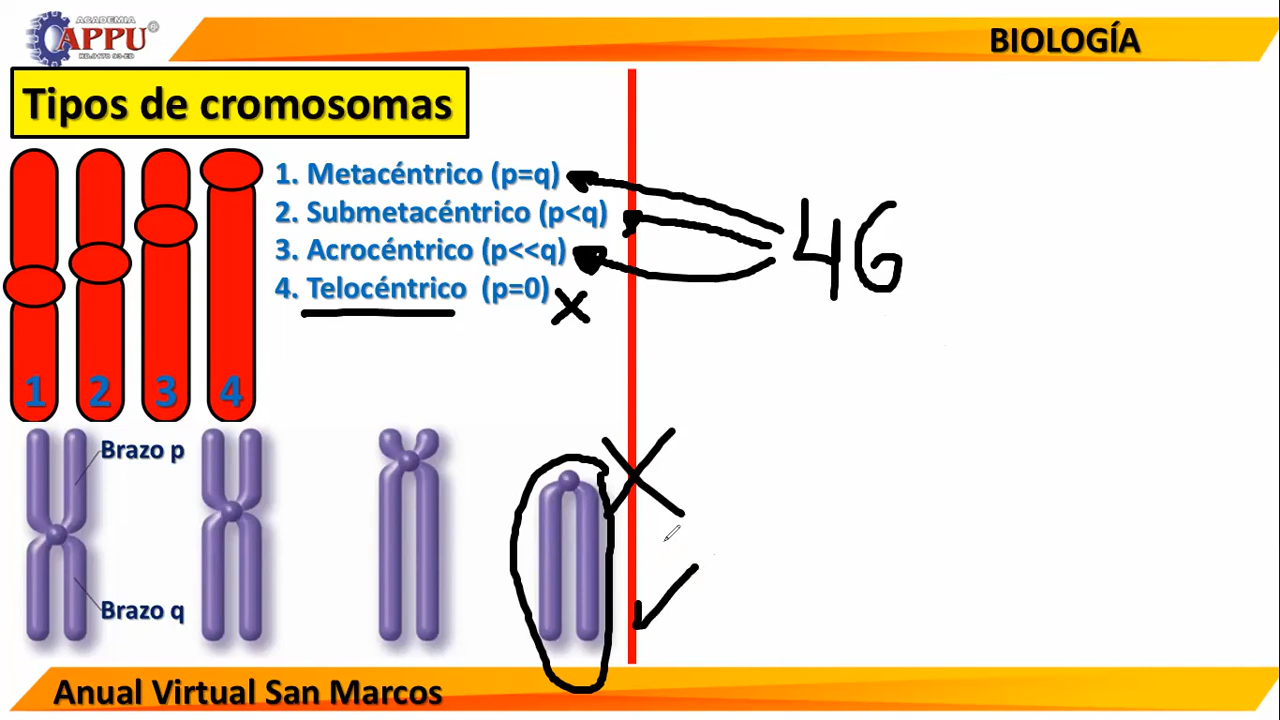 ACADEMIA
APPU
BIOLOGÍA
Tipos de cromosomas
1. Metacéntrico (p=q)
2. Submetacéntrico (p<q)
3. Acrocéntrico (p<<q)
4. Telocéntrico (p=0)
46
1 2 3 4
Brazo p
Brazo q
Anual Virtual San Marcos